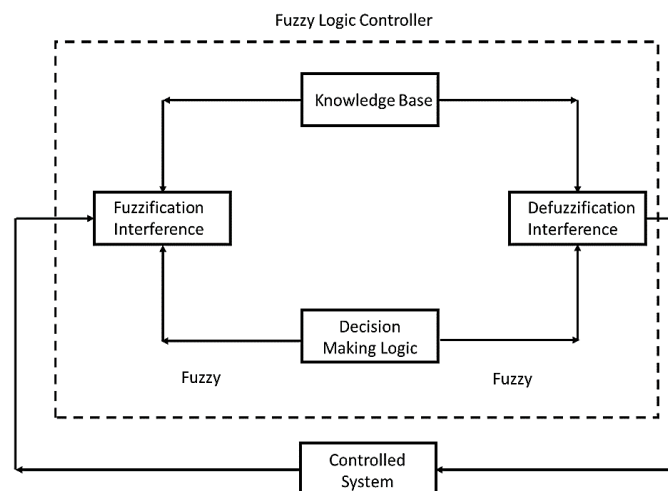 Fuzzy Logic Controller
Knowledge Base
Fuzzification
Interference
Defuzzification
Interference
Decision
Making Logic
Fuzzy
Fuzzy
Controlled
System